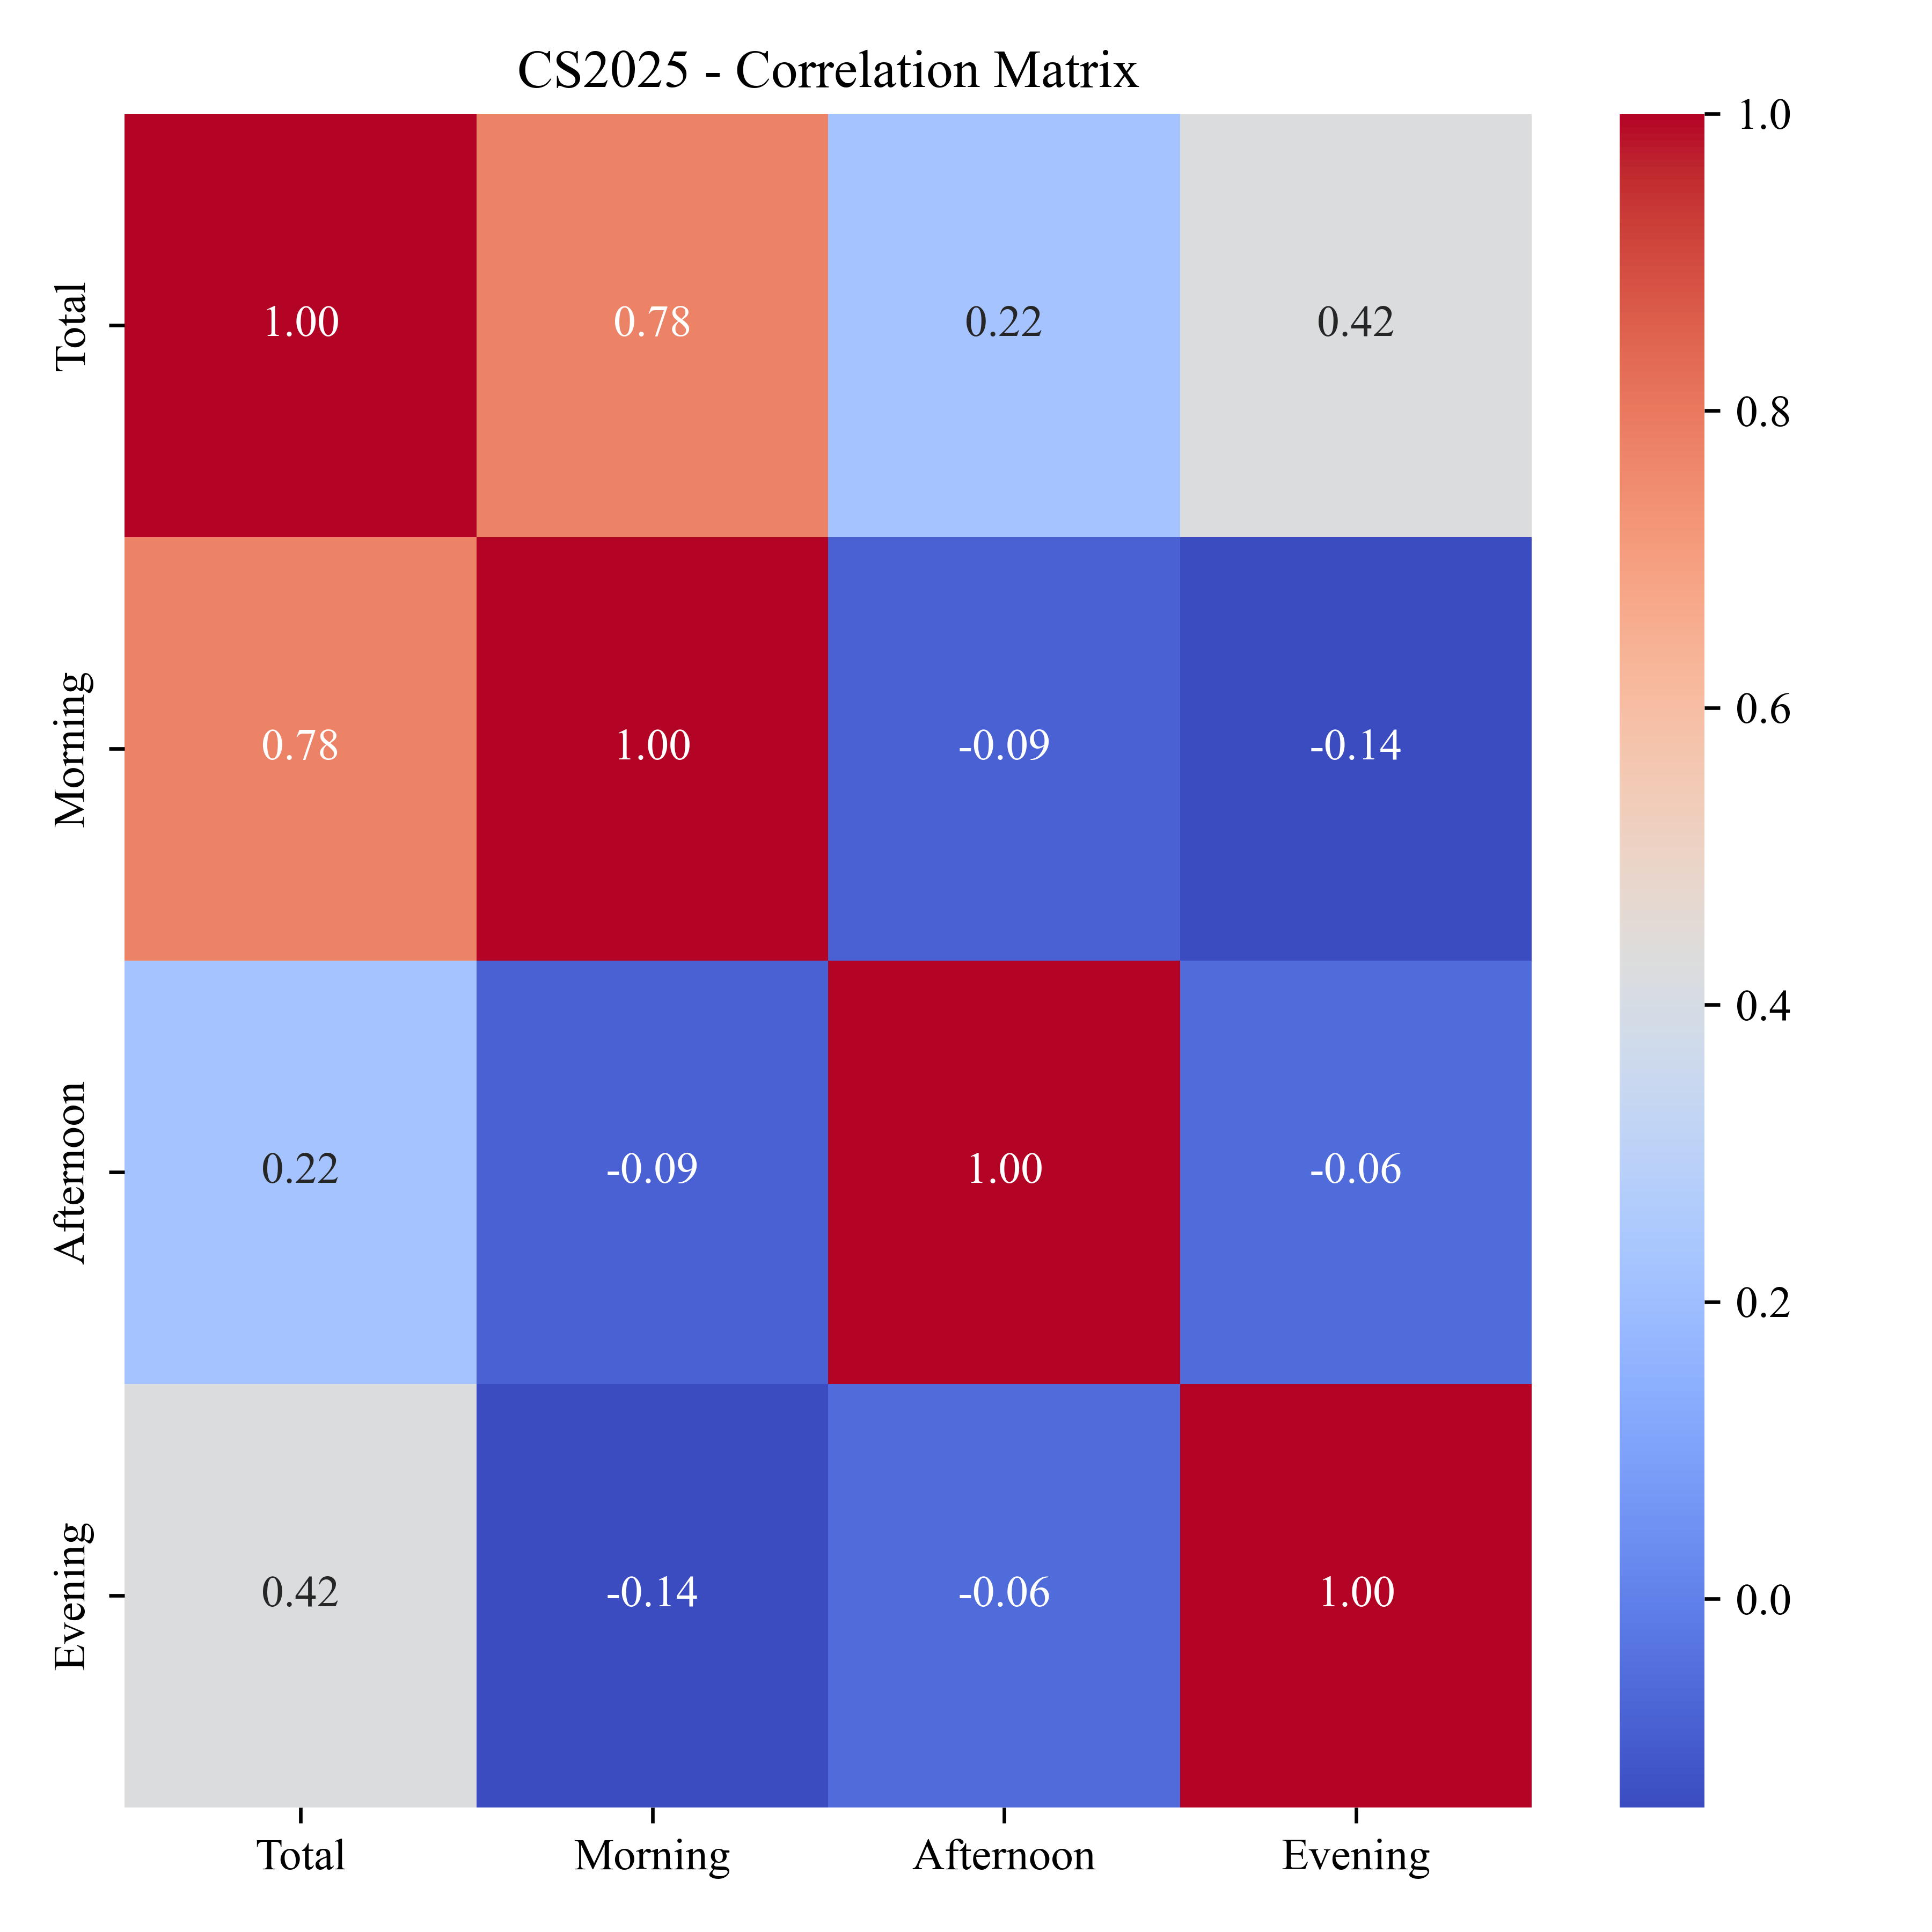 CS2025 - Correlation Matrix
Total
1.00 0.78 0.22 0.42
Morning
0.78 1.00 -0.09 -0.14
Afternoon
0.22 -0.09 1.00 -0.06
Evening
0.42 -0.14 -0.06 1.00
Total Morning Afternoon Evening
1.0
0.8
0.6
0.4
0.2
0.0